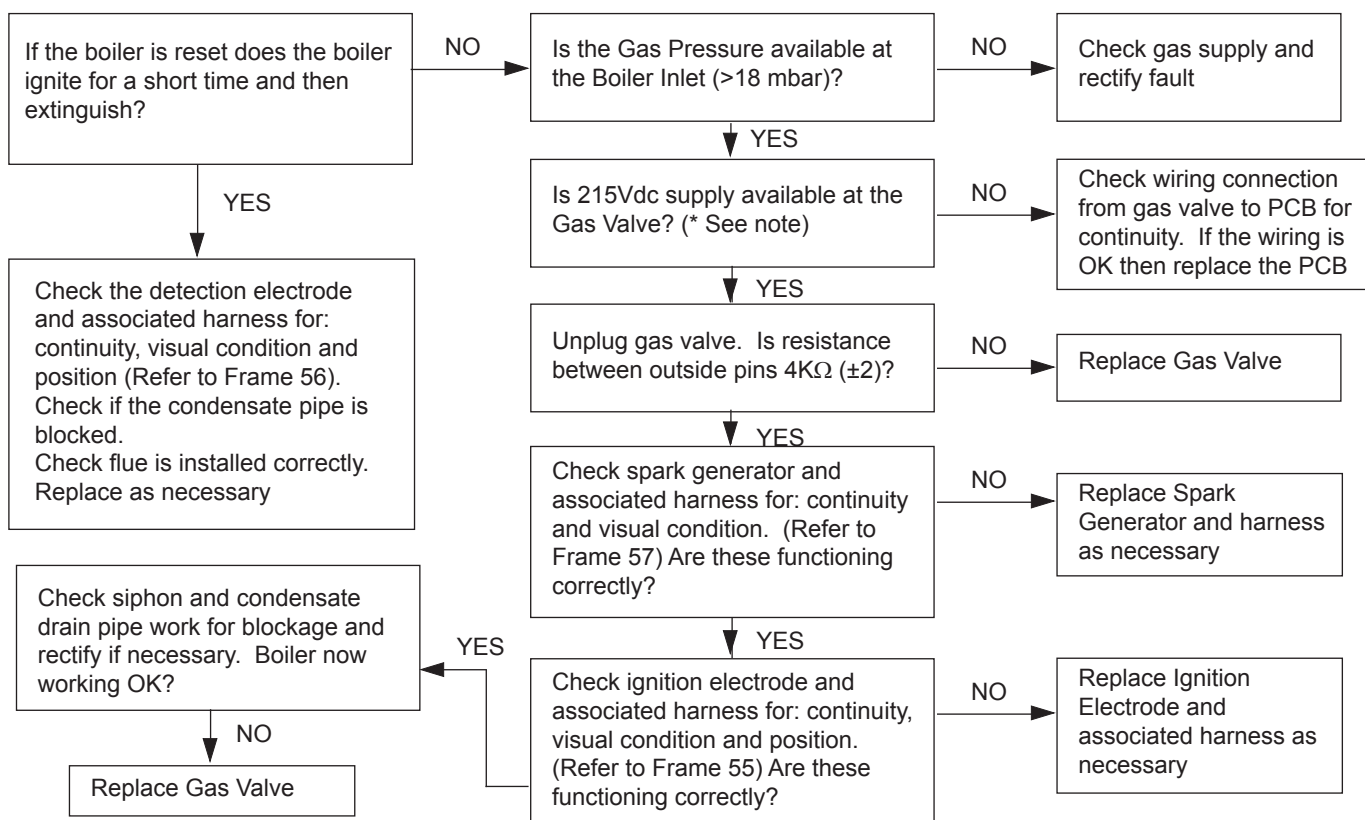 If the boiler is reset does the boiler
ignite for a short time and then
extinguish?
NO
Is the Gas Pressure available at
the Boiler Inlet (>18 mbar)?
NO
Check gas supply and
rectify fault
YES
YES
Is 215Vdc supply available at the
Gas Valve? (* See note)
NO
Check wiring connection
from gas valve to PCB for
continuity. If the wiring is
OK then replace the PCB
Check the detection electrode
and associated harness for:
continuity, visual condition and
position (Refer to Frame 56).
Check if the condensate pipe is
blocked.
Check flue is installed correctly.
Replace as necessary
YES
Unplug gas valve. Is resistance
between outside pins 4KΩ (±2)?
NO
Replace Gas Valve
YES
Check spark generator and
associated harness for: continuity
and visual condition. (Refer to
Frame 57) Are these functioning
correctly?
NO
Replace Spark
Generator and harness
as necessary
YES
Check ignition electrode and
associated harness for: continuity,
visual condition and position.
(Refer to Frame 55) Are these
functioning correctly?
NO
Replace Ignition
Electrode and
associated harness as
necessary
YES
Check siphon and condensate
drain pipe work for blockage and
rectify if necessary. Boiler now
working OK?
NO
Replace Gas Valve